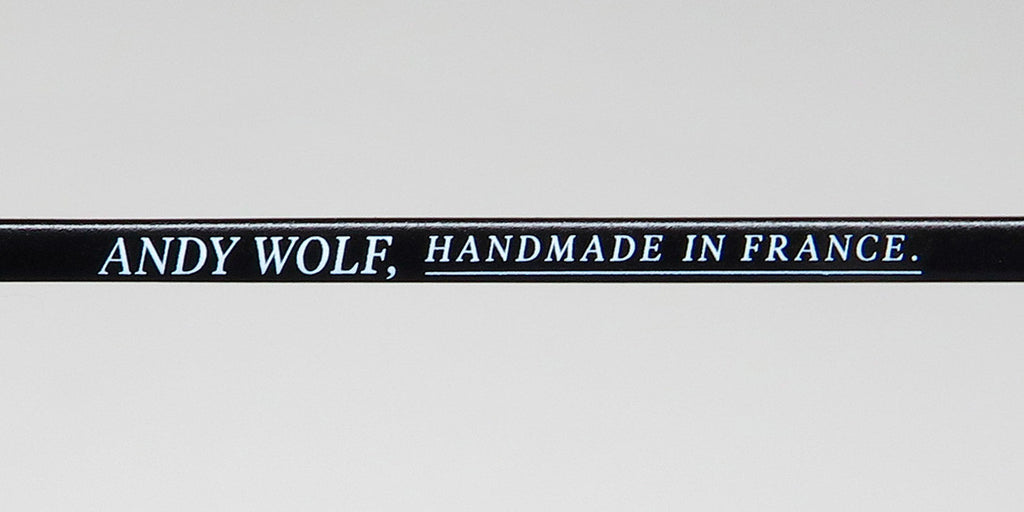 ANDY WOLF, HANDMADE IN FRANCE.